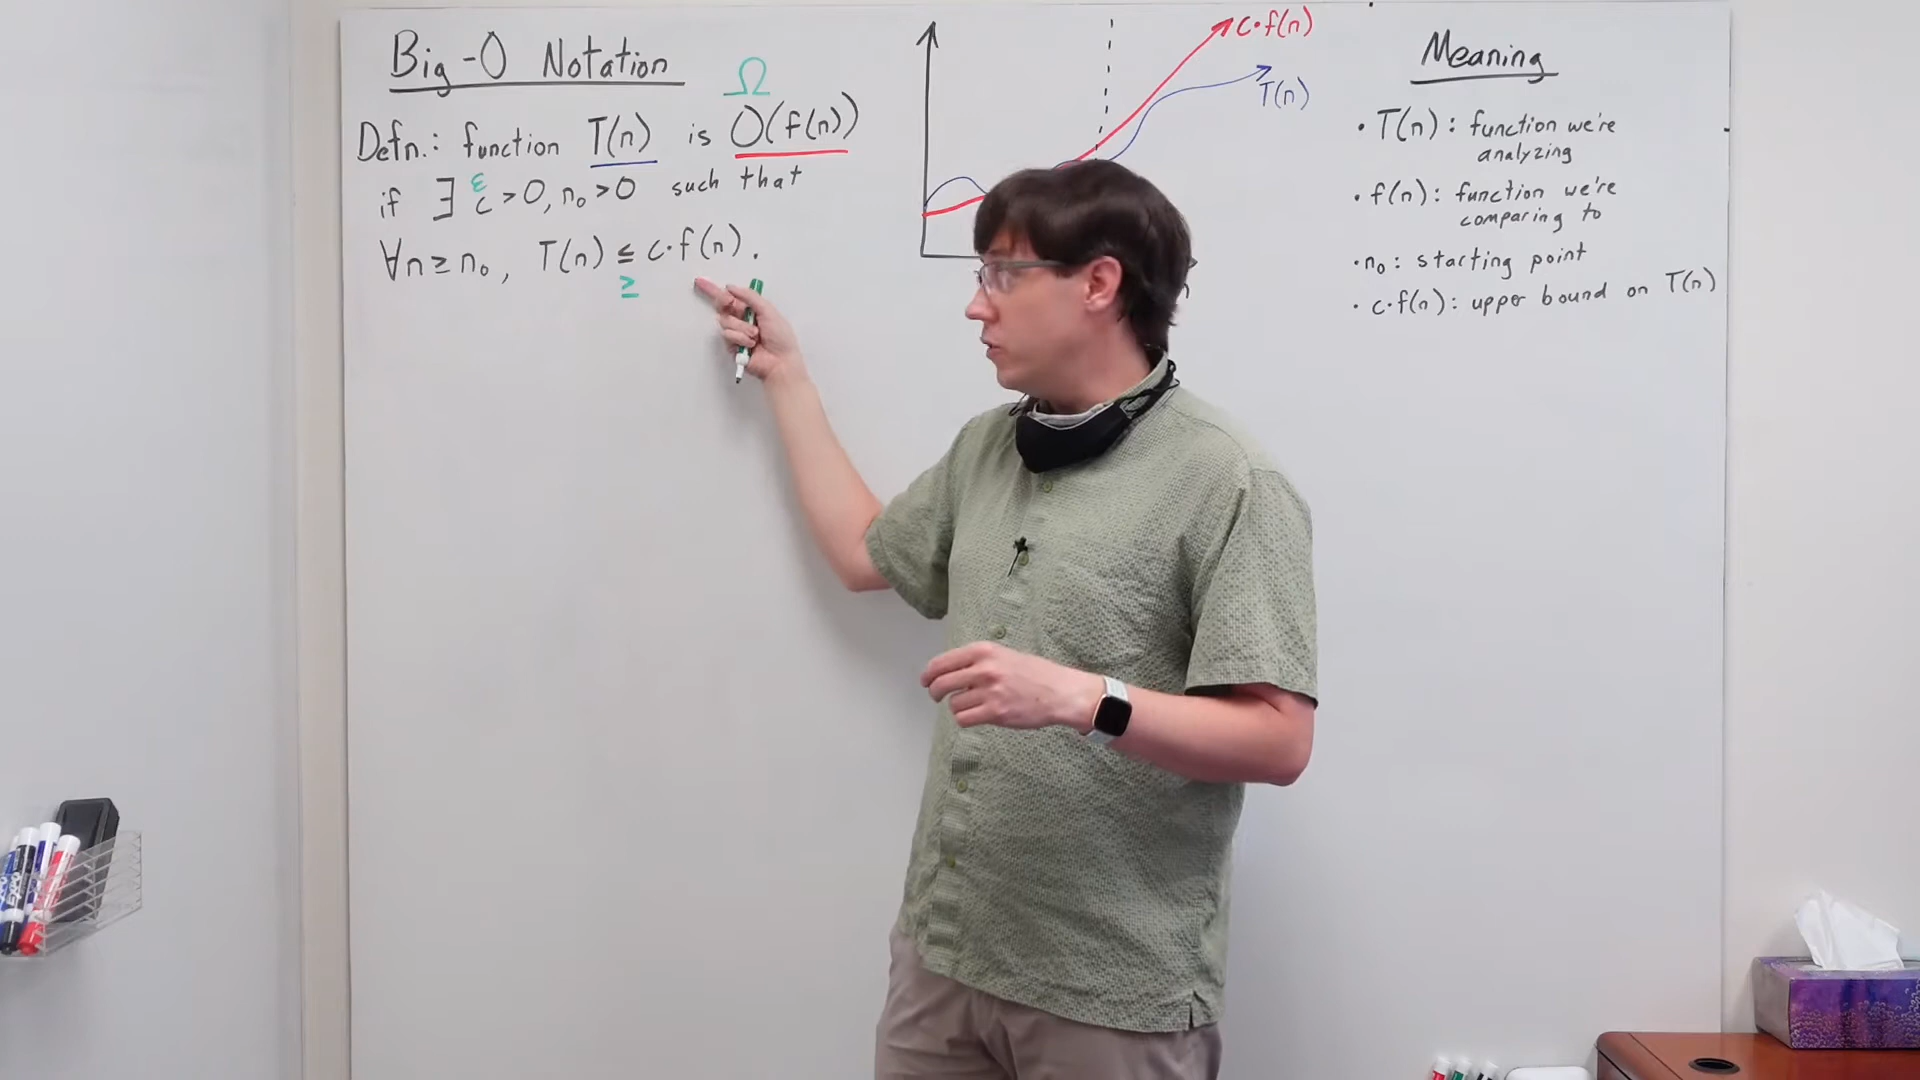 Big-O Notation
Ω
Defn.: function T(n) is O(f(n))
ε
if ∃ c > 0, n₀ > 0 such that
∀n ≥ n₀, T(n) ≤ c·f(n).
≥
c·f(n)
T(n)
n
Meaning
• T(n): function we're
analyzing
• f(n): function we're
comparing to
• n₀: starting point
• c·f(n): upper bound on T(n)
EXPO